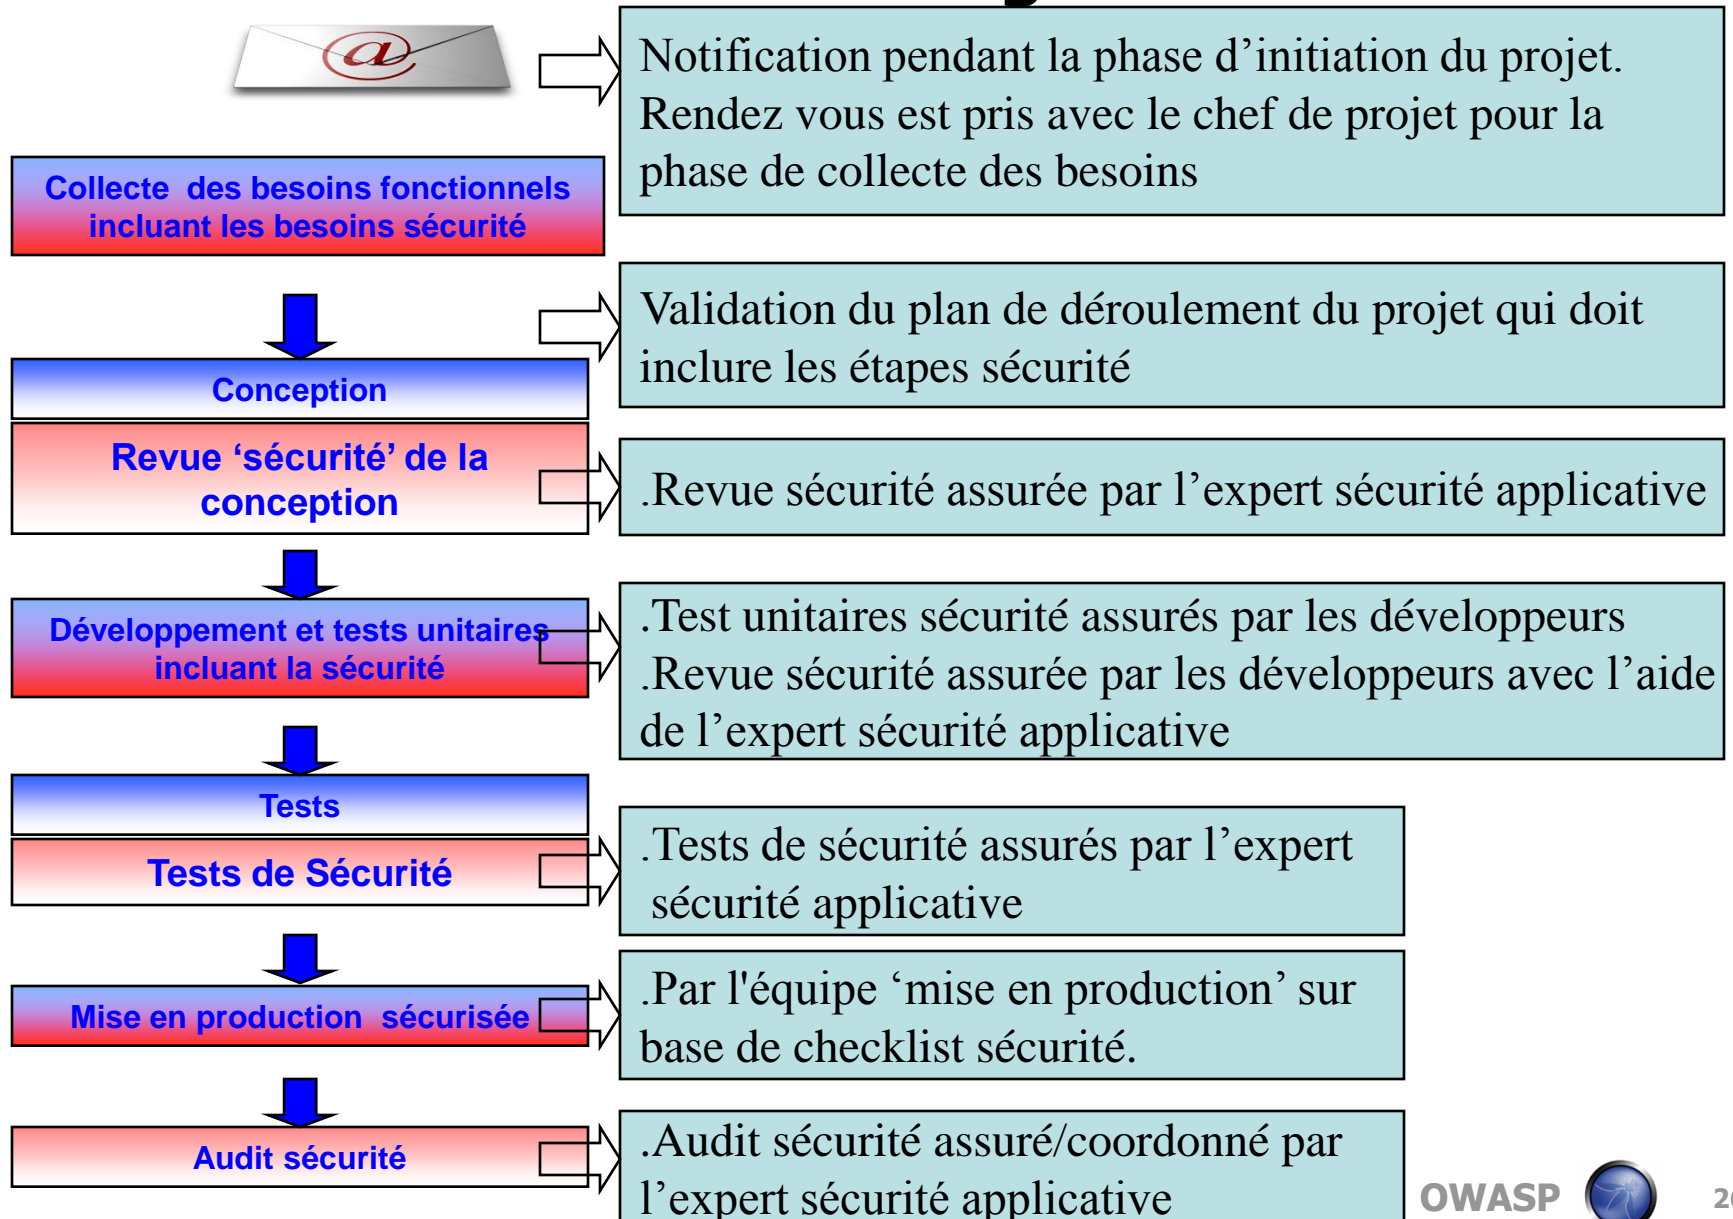 Notification pendant la phase d’initiation du projet.
Rendez vous est pris avec le chef de projet pour la
phase de collecte des besoins
Collecte  des besoins fonctionnels
incluant les besoins sécurité
Validation du plan de déroulement du projet qui doit
inclure les étapes sécurité
Conception
Revue ‘sécurité’ de la
conception
.Revue sécurité assurée par l’expert sécurité applicative
Développement et tests unitaires
incluant la sécurité
.Test unitaires sécurité assurés par les développeurs
.Revue sécurité assurée par les développeurs avec l’aide
de l’expert sécurité applicative
Tests
Tests de Sécurité
.Tests de sécurité assurés par l’expert
sécurité applicative
Mise en production  sécurisée
.Par l'équipe ‘mise en production’ sur
base de checklist sécurité.
Audit sécurité
.Audit sécurité assuré/coordonné par
l’expert sécurité applicative
OWASP